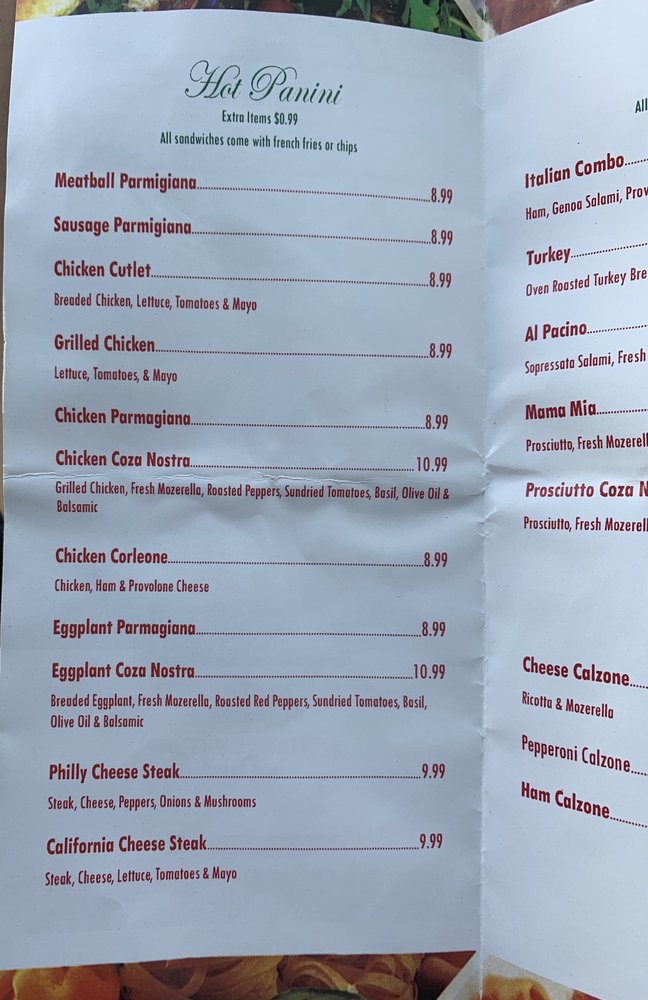 Hot Panini
Extra Items $0.99
All sandwiches come with french fries or chips
Meatball Parmigiana 8.99
Sausage Parmigiana 8.99
Chicken Cutlet 8.99
Breaded Chicken, Lettuce, Tomatoes & Mayo
Grilled Chicken 8.99
Lettuce, Tomatoes, & Mayo
Chicken Parmagiana 8.99
Chicken Coza Nostra 10.99
Grilled Chicken, Fresh Mozerella, Roasted Peppers, Sundried Tomatoes, Basil, Olive Oil &
Balsamic
Chicken Corleone 8.99
Chicken, Ham & Provolone Cheese
Eggplant Parmagiana 8.99
Eggplant Coza Nostra 10.99
Breaded Eggplant, Fresh Mozerella, Roasted Red Peppers, Sundried Tomatoes, Basil,
Olive Oil & Balsamic
Philly Cheese Steak 9.99
Steak, Cheese, Peppers, Onions & Mushrooms
California Cheese Steak 9.99
Steak, Cheese, Lettuce, Tomatoes & Mayo
All
Italian Combo
Ham, Genoa Salami, Prov
Turkey
Oven Roasted Turkey Bre
Al Pacino
Sopressata Salami, Fresh
Mama Mia
Prosciutto, Fresh Mozerell
Prosciutto Coza N
Prosciutto, Fresh Mozerell
Cheese Calzone
Ricotta & Mozerella
Pepperoni Calzone
Ham Calzone